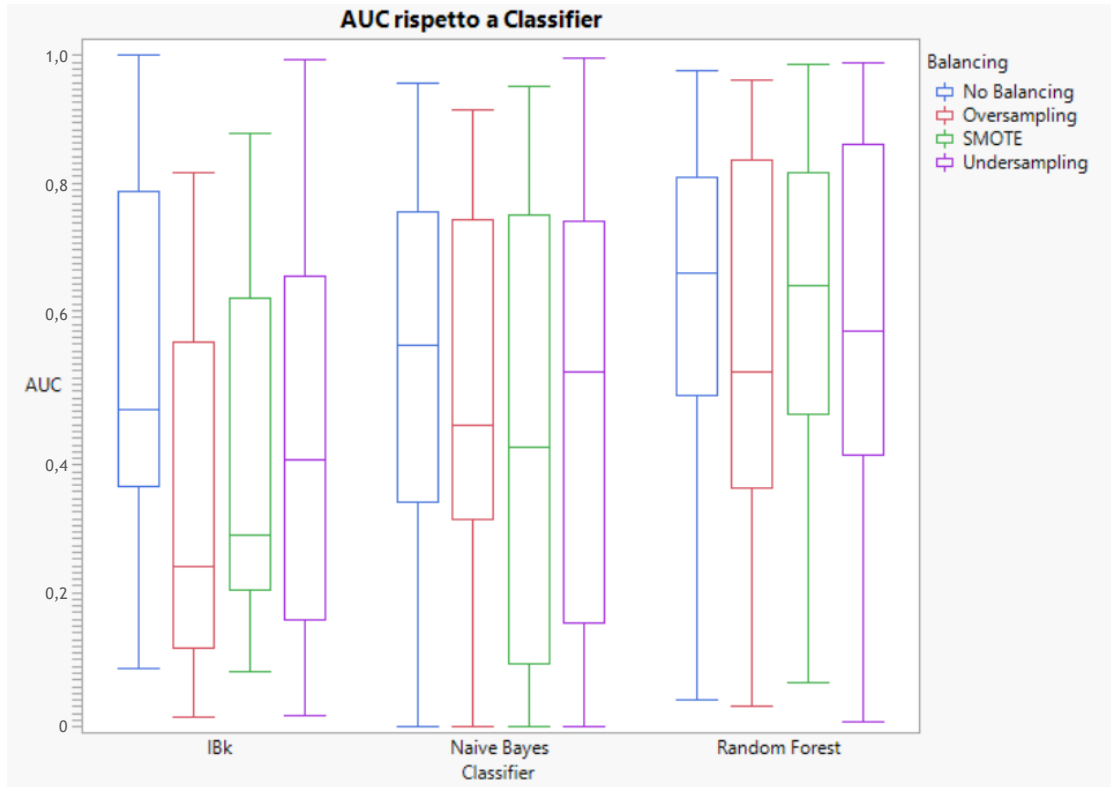 AUC rispetto a Classifier
Balancing
No Balancing
Oversampling
SMOTE
Undersampling
1,0
0,8
0,6
AUC
0,4
0,2
0
IBk
Naive Bayes
Random Forest
Classifier